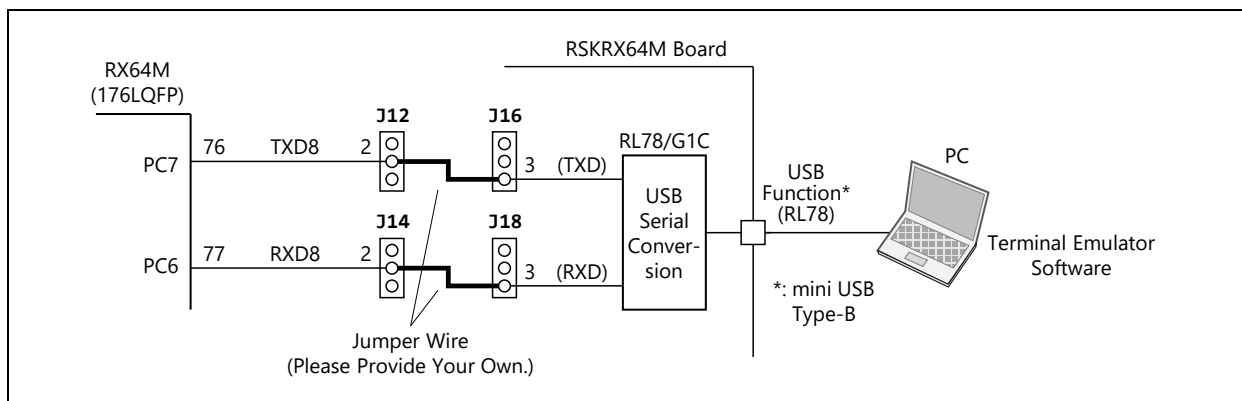 RSKRX64M Board
RX64M
(176LQFP)
J12
J16
RL78/G1C
PC7
76
TXD8
2
3
(TXD)
USB
Serial
Conver-
sion
USB
Function*
(RL78)
PC
J14
J18
PC6
77
RXD8
2
3
(RXD)
Terminal Emulator
Software
*: mini USB
Type-B
Jumper Wire
(Please Provide Your Own.)